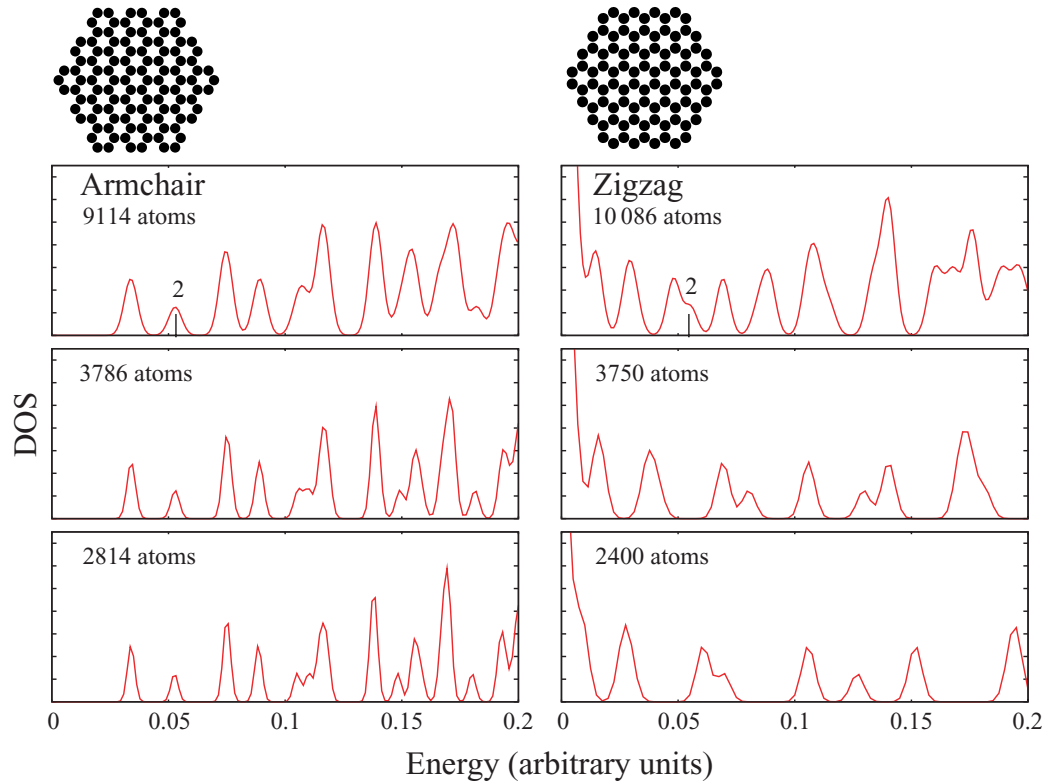 Armchair
9114 atoms
2
Zigzag
10 086 atoms
2
3786 atoms
3750 atoms
2814 atoms
2400 atoms
DOS
0 0.05 0.1 0.15 0.2
0 0.05 0.1 0.15 0.2
Energy (arbitrary units)